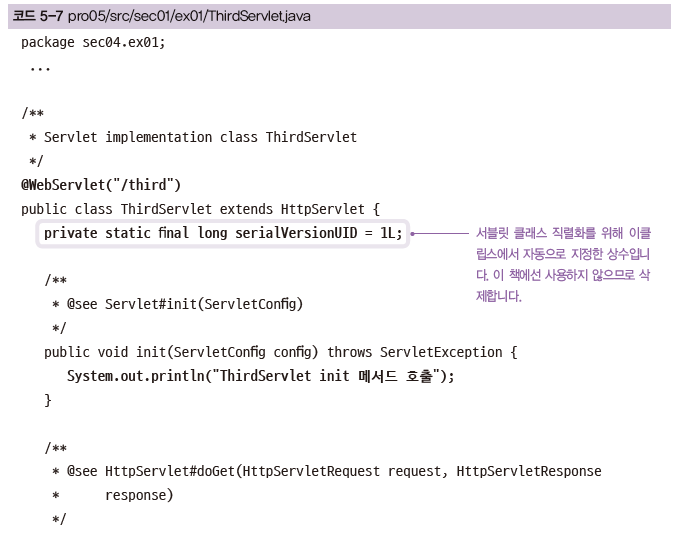 코드 5-7 pro05/src/sec01/ex01/ThirdServlet.java
package sec04.ex01;
...
/**
* Servlet implementation class ThirdServlet
*/
@WebServlet("/third")
public class ThirdServlet extends HttpServlet {
private static final long serialVersionUID = 1L;
서블릿 클래스 직렬화를 위해 이클
립스에서 자동으로 지정한 상수입니
다. 이 책에선 사용하지 않으므로 삭
제합니다.
/**
* @see Servlet#init(ServletConfig)
*/
public void init(ServletConfig config) throws ServletException {
System.out.println("ThirdServlet init 메서드 호출");
}
/**
* @see HttpServlet#doGet(HttpServletRequest request, HttpServletResponse
* response)
*/